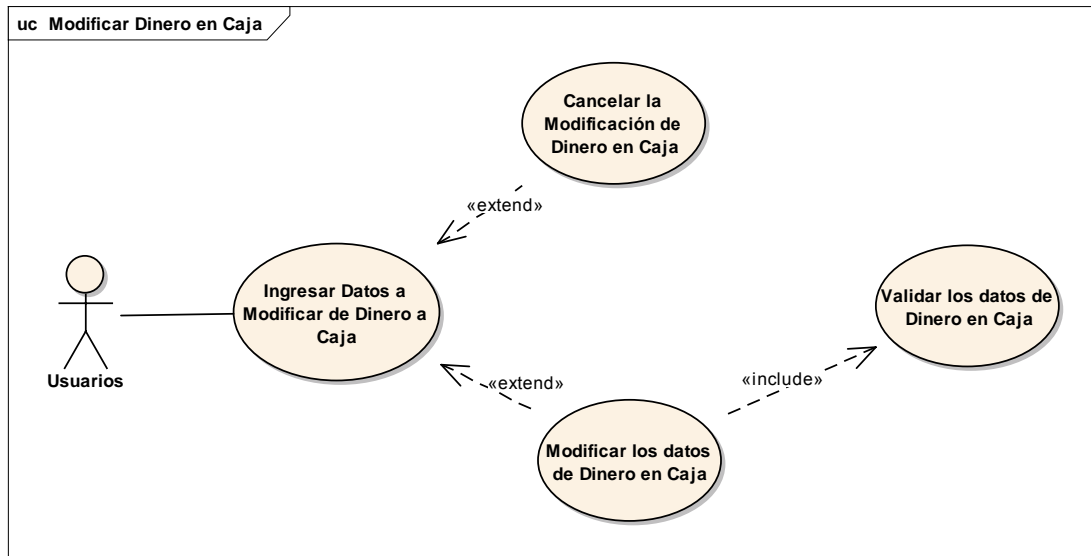 uc Modificar Dinero en Caja
Cancelar la
Modificación de
Dinero en Caja
«extend»
Ingresar Datos a
Modificar de Dinero a
Caja
Usuarios
«extend»
Modificar los datos
de Dinero en Caja
«include»
Validar los datos de
Dinero en Caja